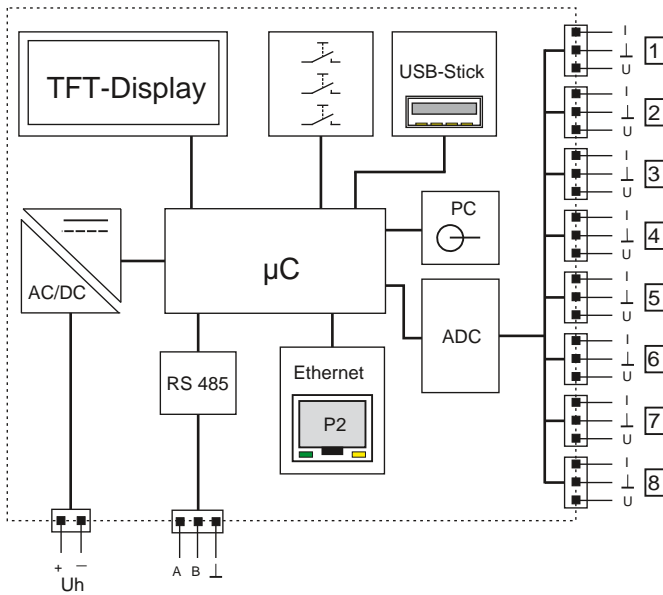 TFT-Display
USB-Stick
PC
µC
AC/DC
ADC
RS 485
Ethernet
P2
I
⊥
U
1
I
⊥
U
2
I
⊥
U
3
I
⊥
U
4
I
⊥
U
5
I
⊥
U
6
I
⊥
U
7
I
⊥
U
8
+ −
Uh
A B ⊥